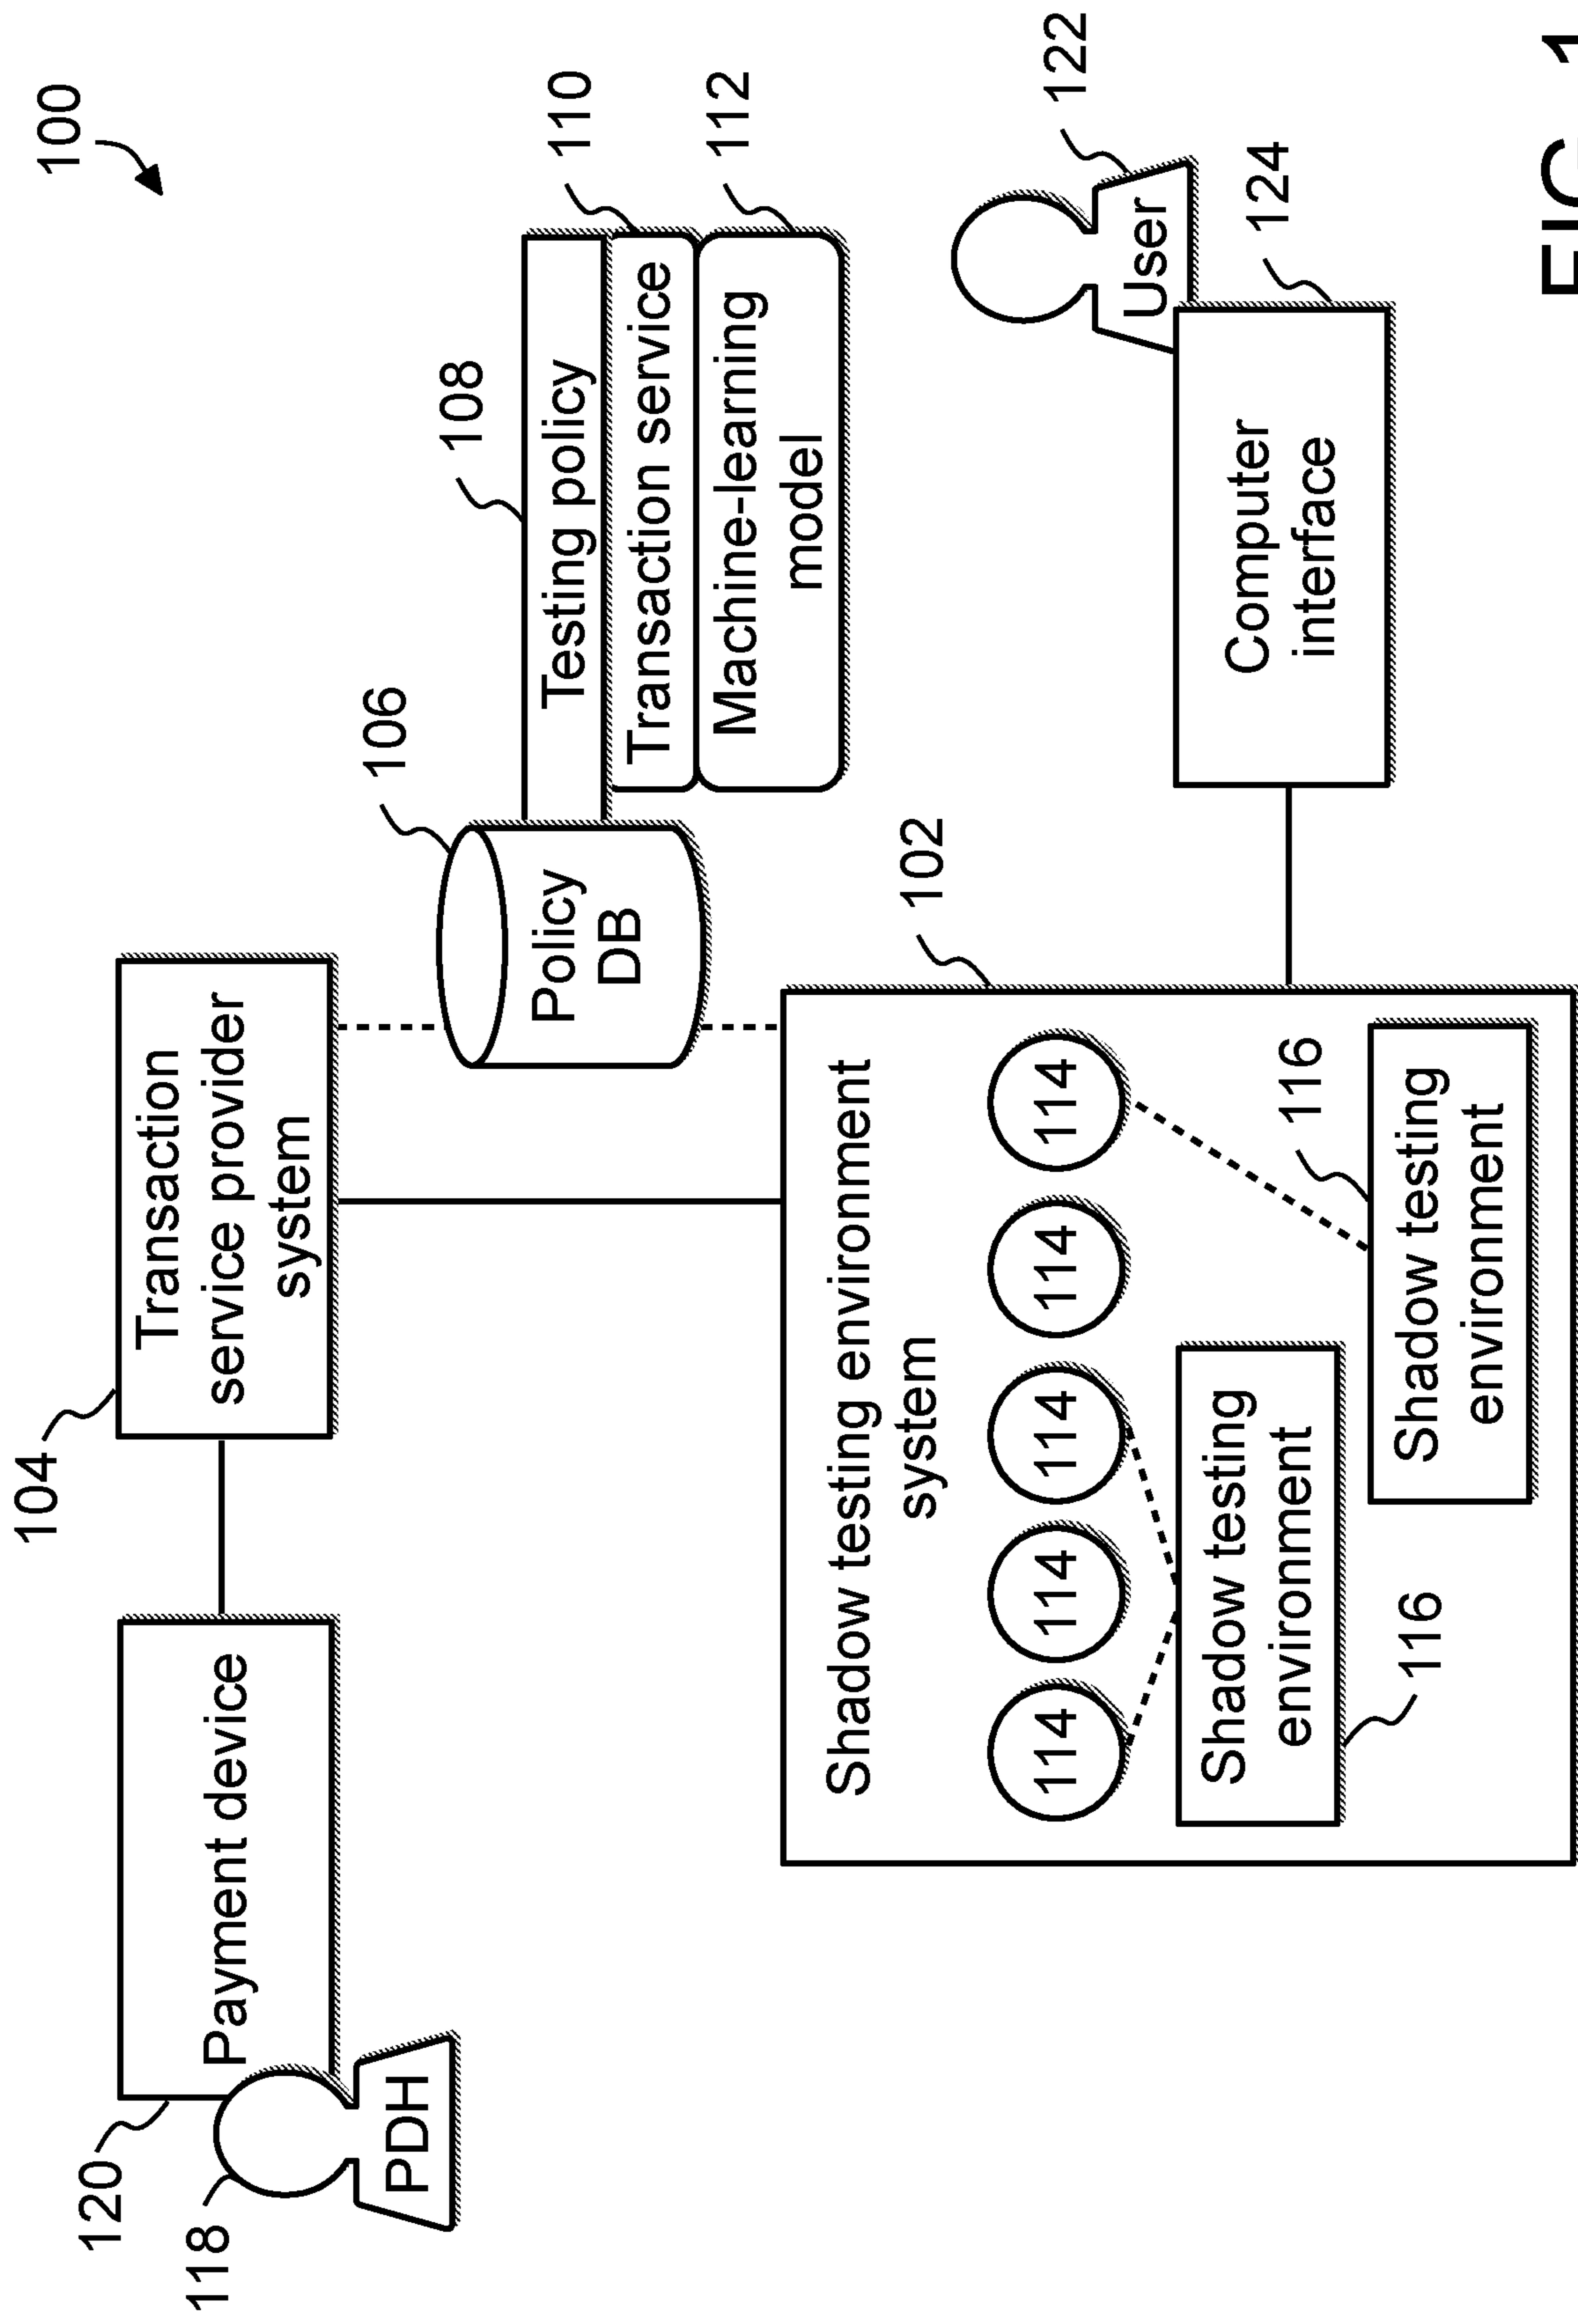 100
104
Transaction
service provider
system
120
118
Payment device
PDH
106
Policy
DB
108
Testing policy
110
Transaction service
112
Machine-learning
model
102
Shadow testing environment
system
114
114
114
114
114
Shadow testing
environment
116
116
Shadow testing
environment
122
User
124
Computer
interface
FIG. 1